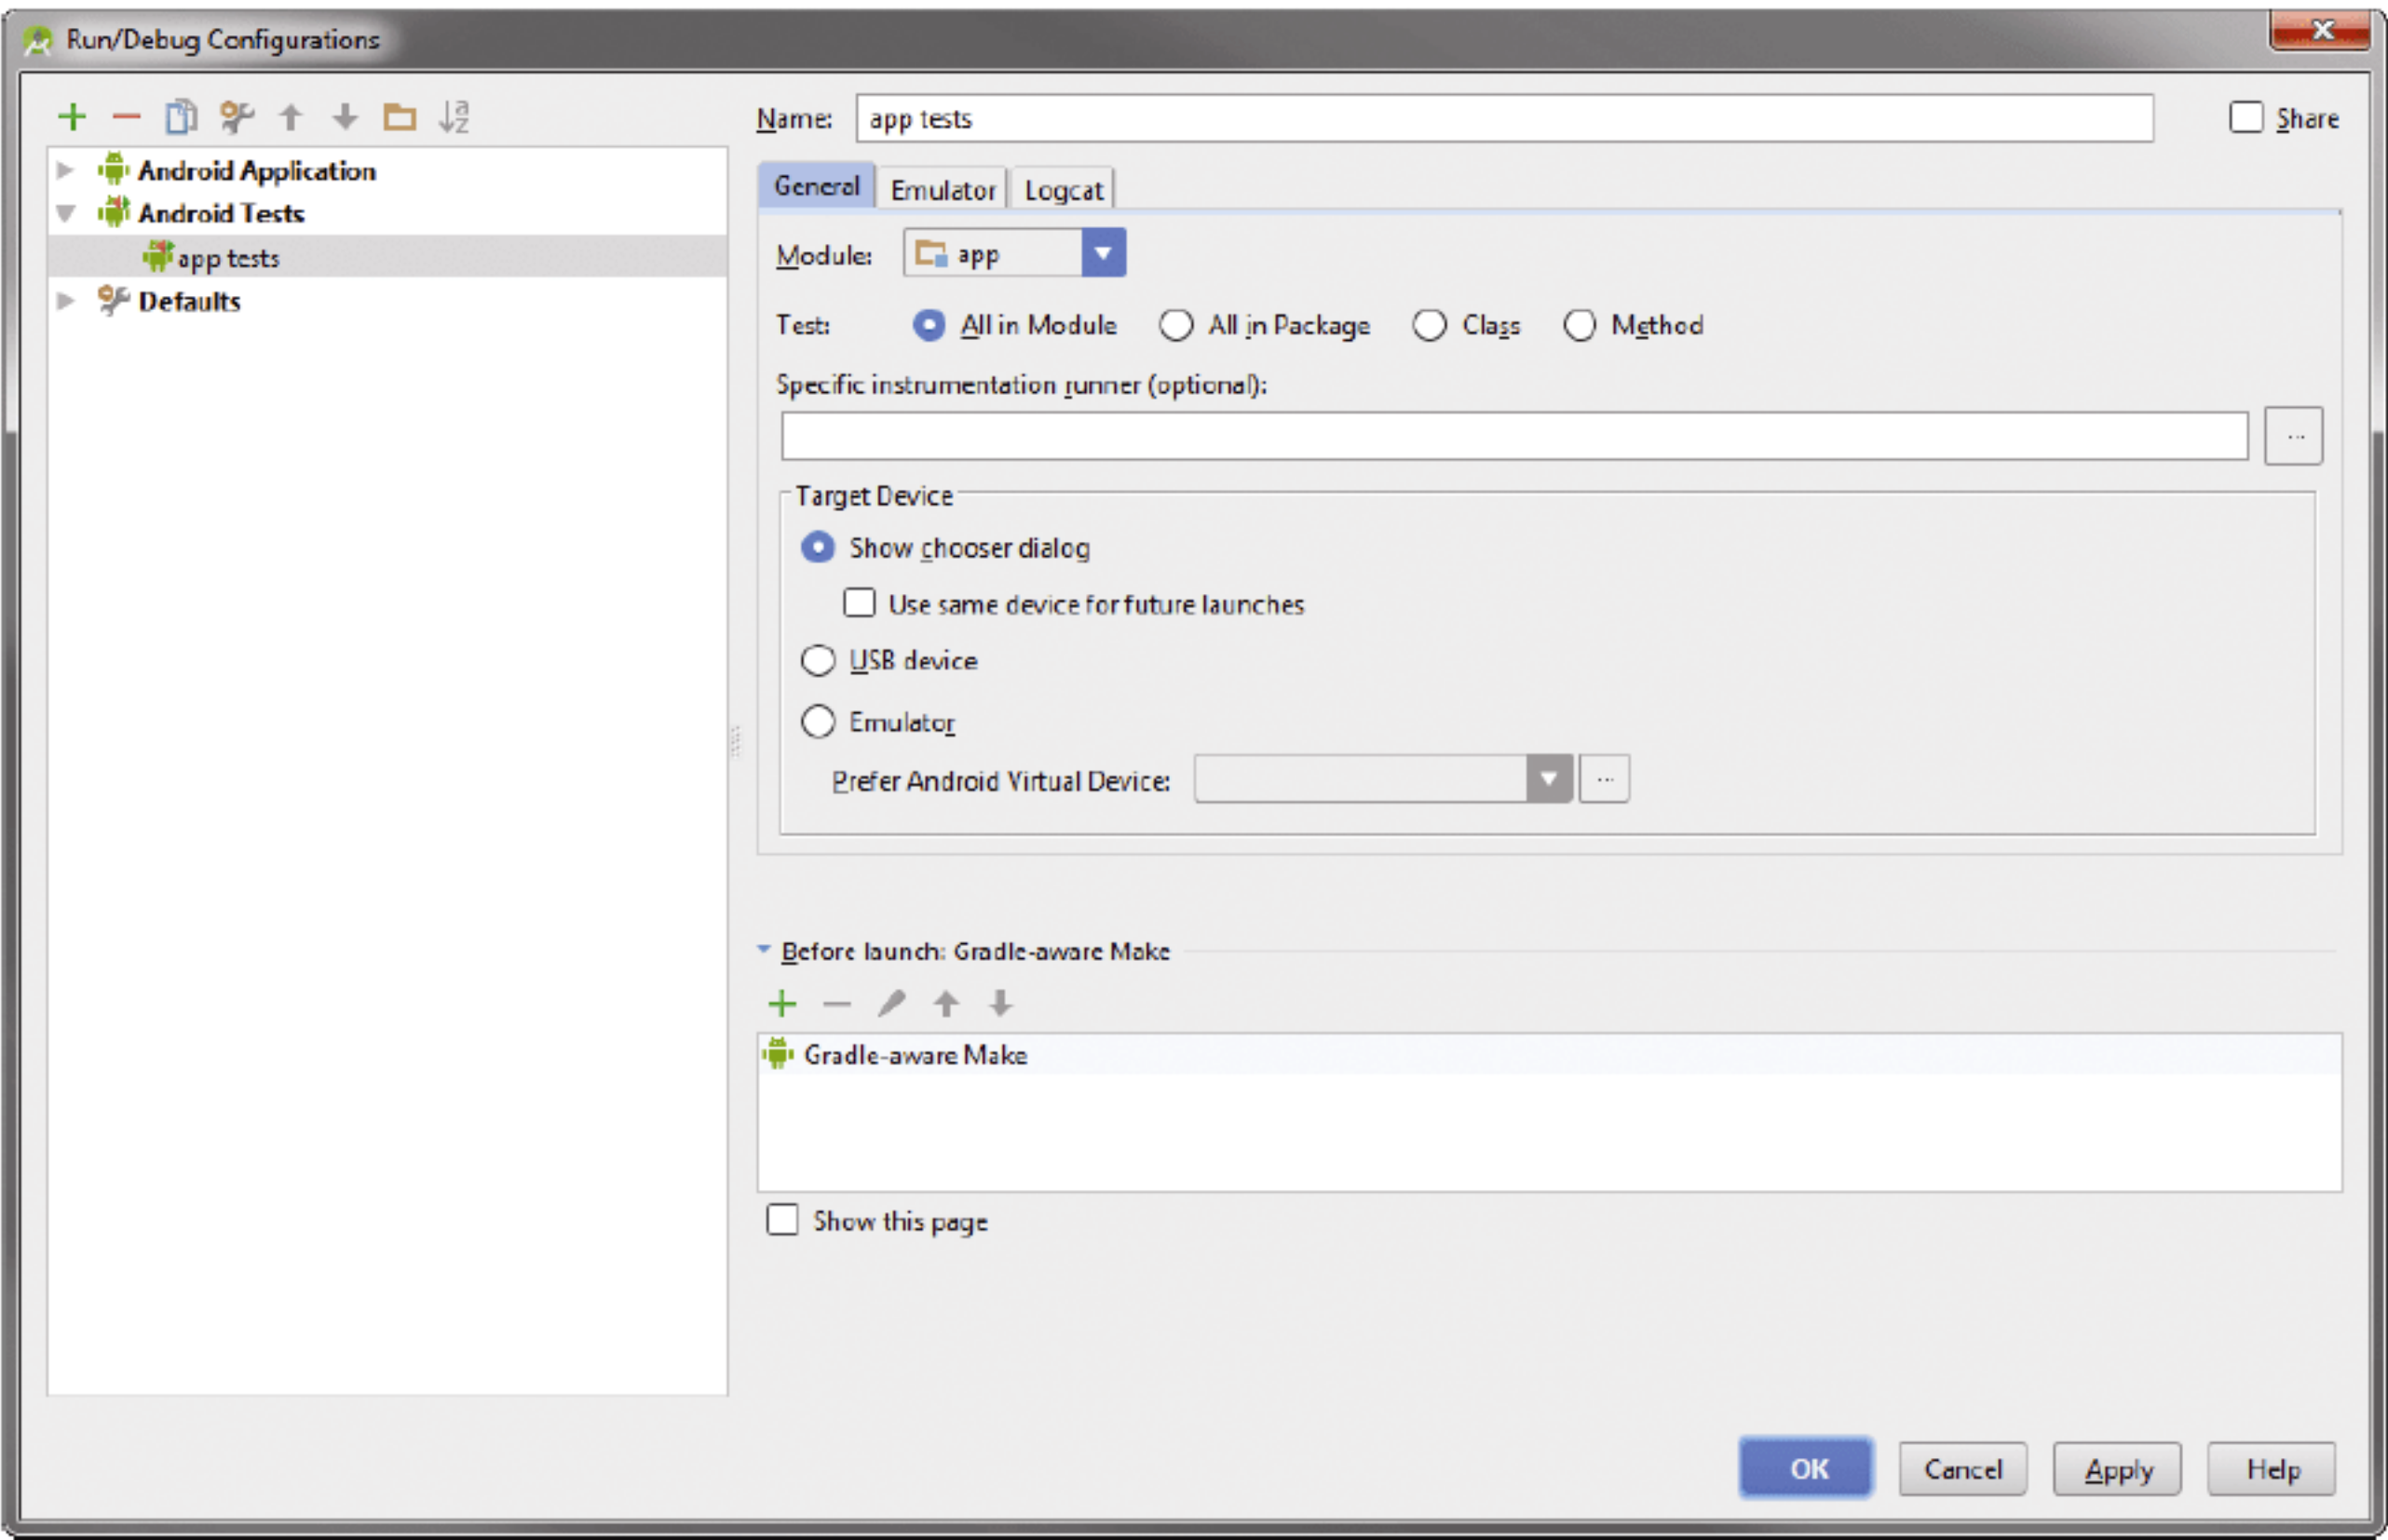 Run/Debug Configurations
Name: app tests Share
Android Application
Android Tests
app tests
Defaults
General Emulator Logcat
Module: app
Test: All in Module All in Package Class Method
Specific instrumentation runner (optional):
...
Target Device
Show chooser dialog
Use same device for future launches
USB device
Emulator
Prefer Android Virtual Device: ...
Before launch: Gradle-aware Make
Gradle-aware Make
Show this page
OK Cancel Apply Help